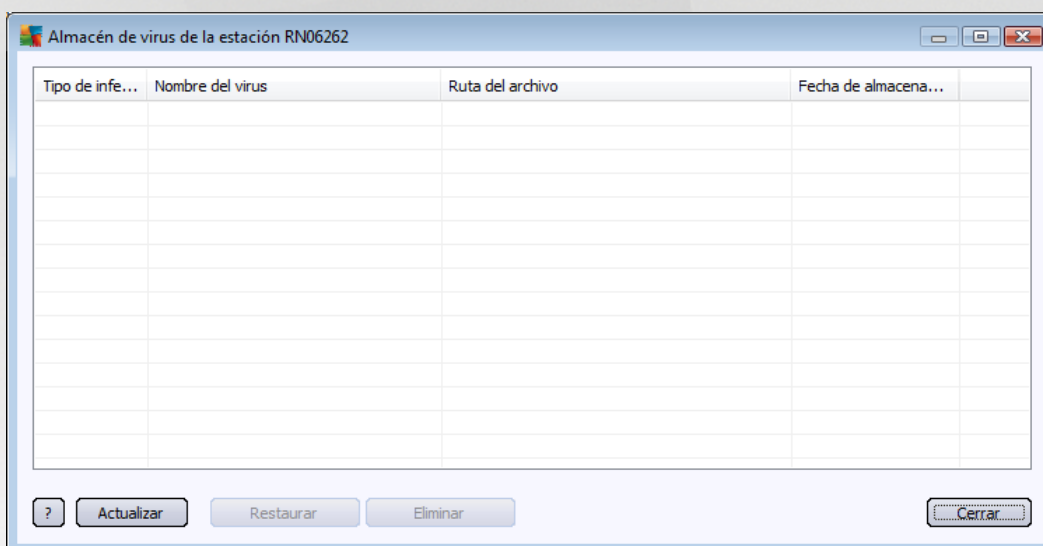 Almacén de virus de la estación RN06262
Tipo de infe... Nombre del virus Ruta del archivo Fecha de almacena...
? Actualizar Restaurar Eliminar Cerrar